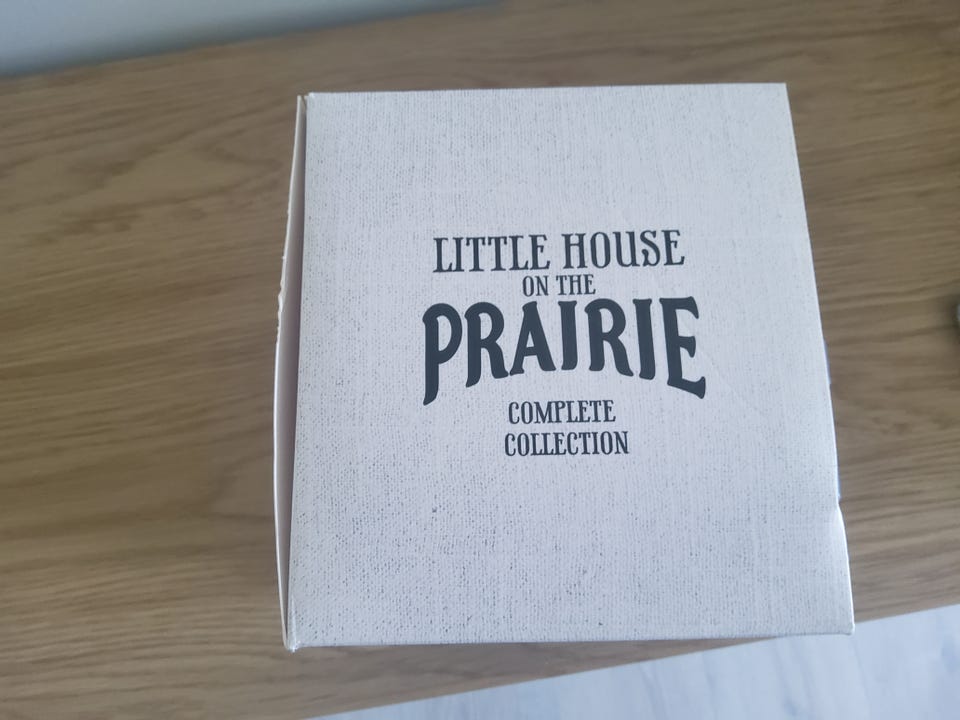 LITTLE HOUSE
ON THE
PRAIRIE
COMPLETE
COLLECTION